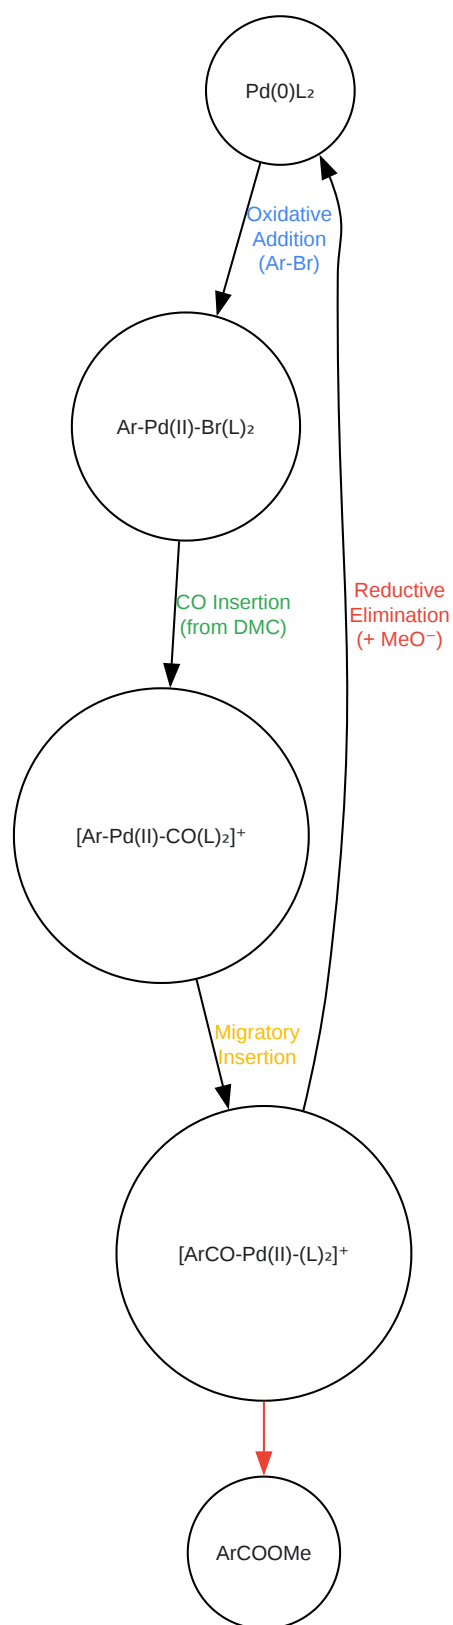 Pd(0)L₂
Oxidative
Addition
(Ar-Br)
Ar-Pd(II)-Br(L)₂
CO Insertion
(from DMC)
Reductive
Elimination
(+ MeO⁻)
[Ar-Pd(II)-CO(L)₂]⁺
Migratory
Insertion
[ArCO-Pd(II)-(L)₂]⁺
ArCOOMe